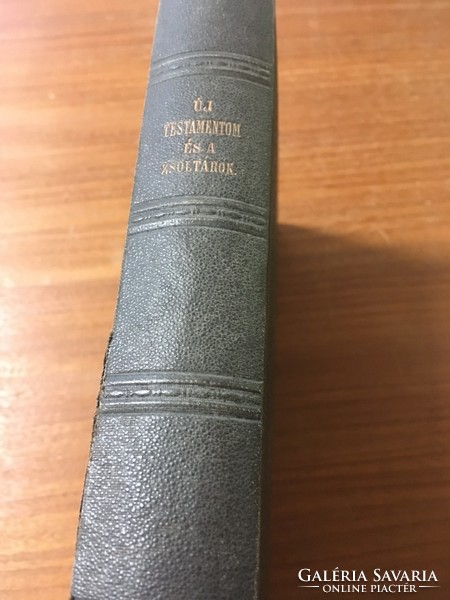 ÚJ
TESTAMENTOM
ÉS A
ZSOLTÁROK.
GALÉRIA SAVARIA
ONLINE PIACTÉR